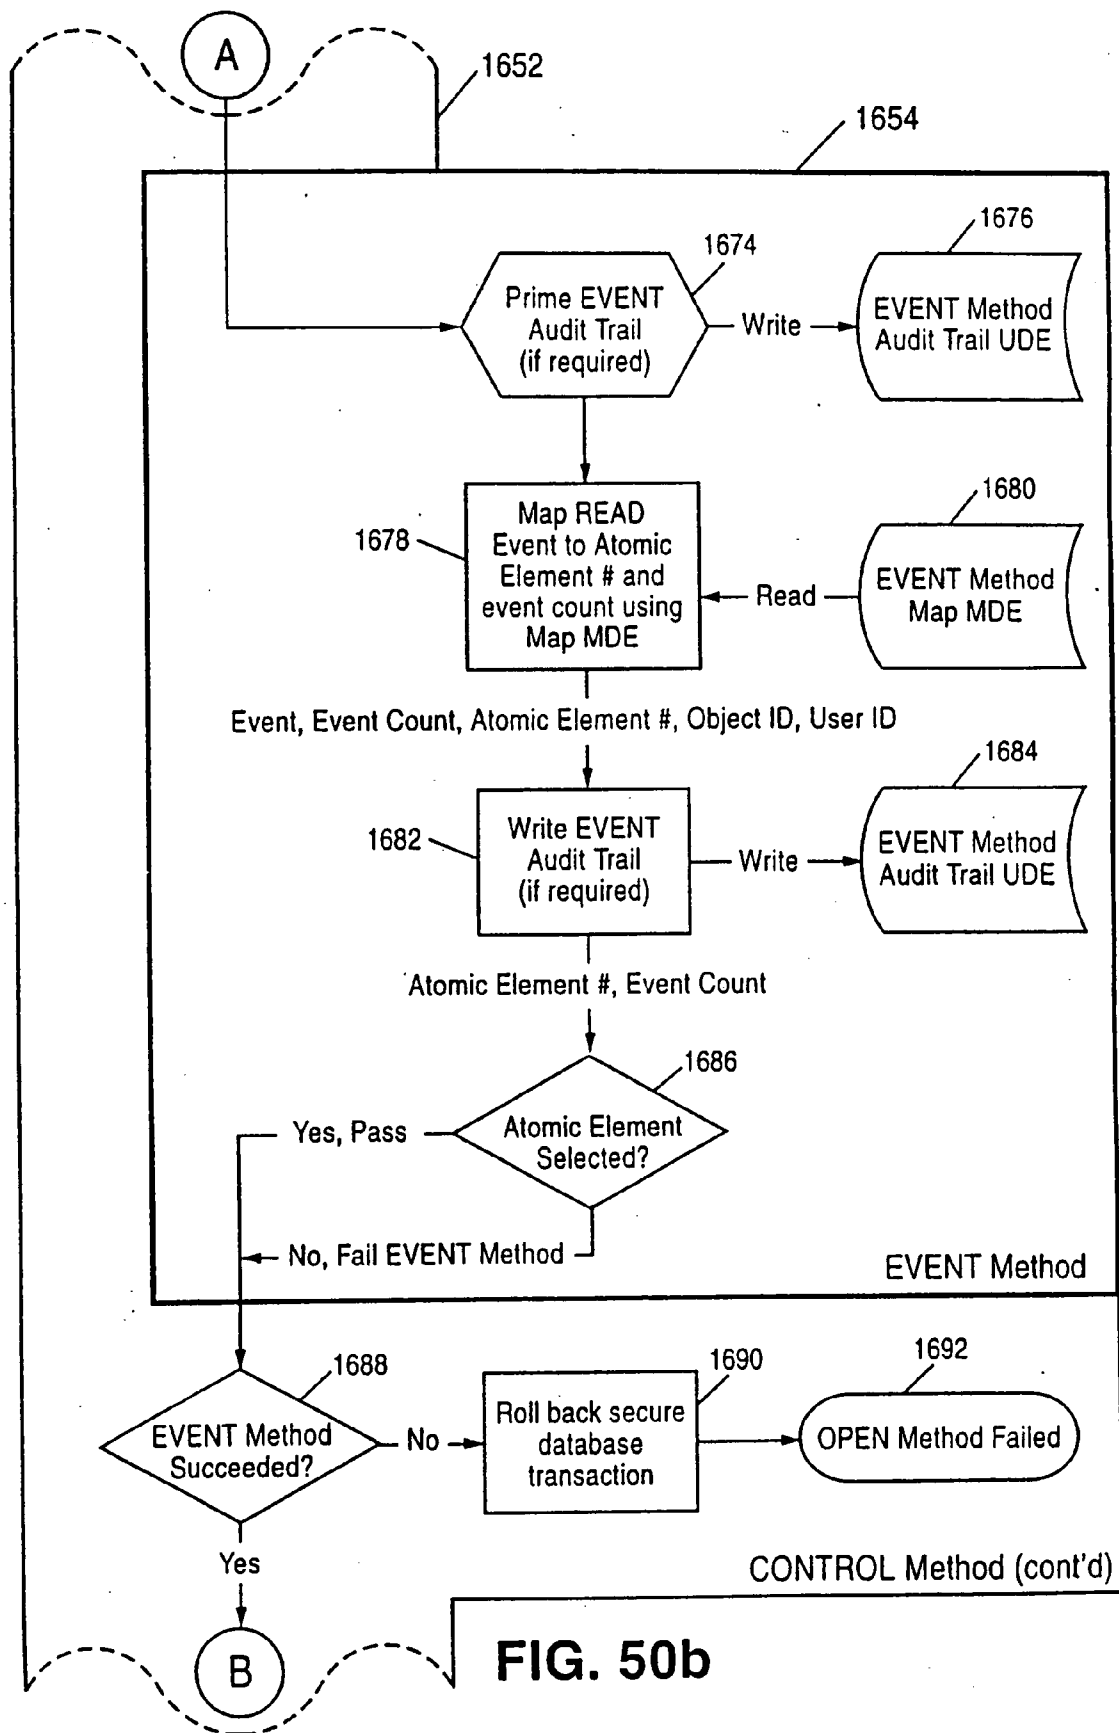 A
1652
1654
1674
1676
Prime EVENT
Audit Trail
(if required)
Write
EVENT Method
Audit Trail UDE
1678
1680
Map READ
Event to Atomic
Element # and
event count using
Map MDE
Read
EVENT Method
Map MDE
Event, Event Count, Atomic Element #, Object ID, User ID
1684
1682
Write EVENT
Audit Trail
(if required)
Write
EVENT Method
Audit Trail UDE
Atomic Element #, Event Count
1686
Yes, Pass
Atomic Element
Selected?
No, Fail EVENT Method
EVENT Method
1688
1690
1692
EVENT Method
Succeeded?
No
Roll back secure
database
transaction
OPEN Method Failed
Yes
CONTROL Method (cont'd)
B
FIG. 50b